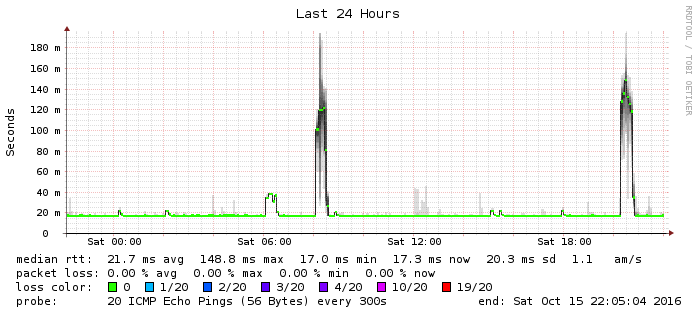 Last 24 Hours
RRDTOOL / TOBI OETIKER
Seconds
180 m
160 m
140 m
120 m
100 m
80 m
60 m
40 m
20 m
0
Sat 00:00 Sat 06:00 Sat 12:00 Sat 18:00
median rtt: 21.7 ms avg 148.8 ms max 17.0 ms min 17.3 ms now 20.3 ms sd 1.1 am/s
packet loss: 0.00 % avg 0.00 % max 0.00 % min 0.00 % now
loss color: 0 1/20 2/20 3/20 4/20 10/20 19/20
probe: 20 ICMP Echo Pings (56 Bytes) every 300s end: Sat Oct 15 22:05:04 2016